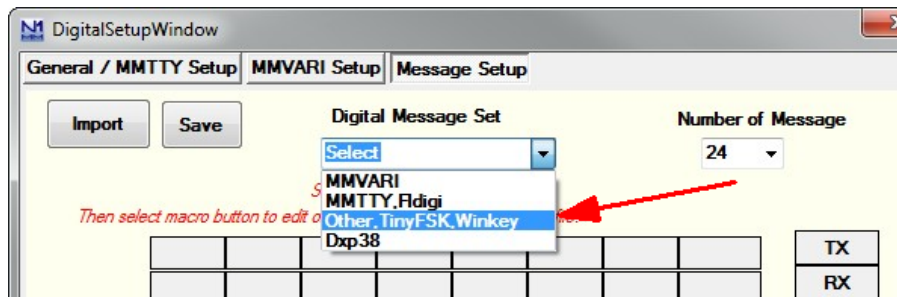 N1 MM DigitalSetupWindow
General / MMTTY Setup MMVARI Setup Message Setup
Import Save Digital Message Set Number of Message
Select 24
MMVARI
MMTTY,Fldigi
Then select macro button to edit
Other,TinyFSK,Winkey
Dxp38
TX
RX